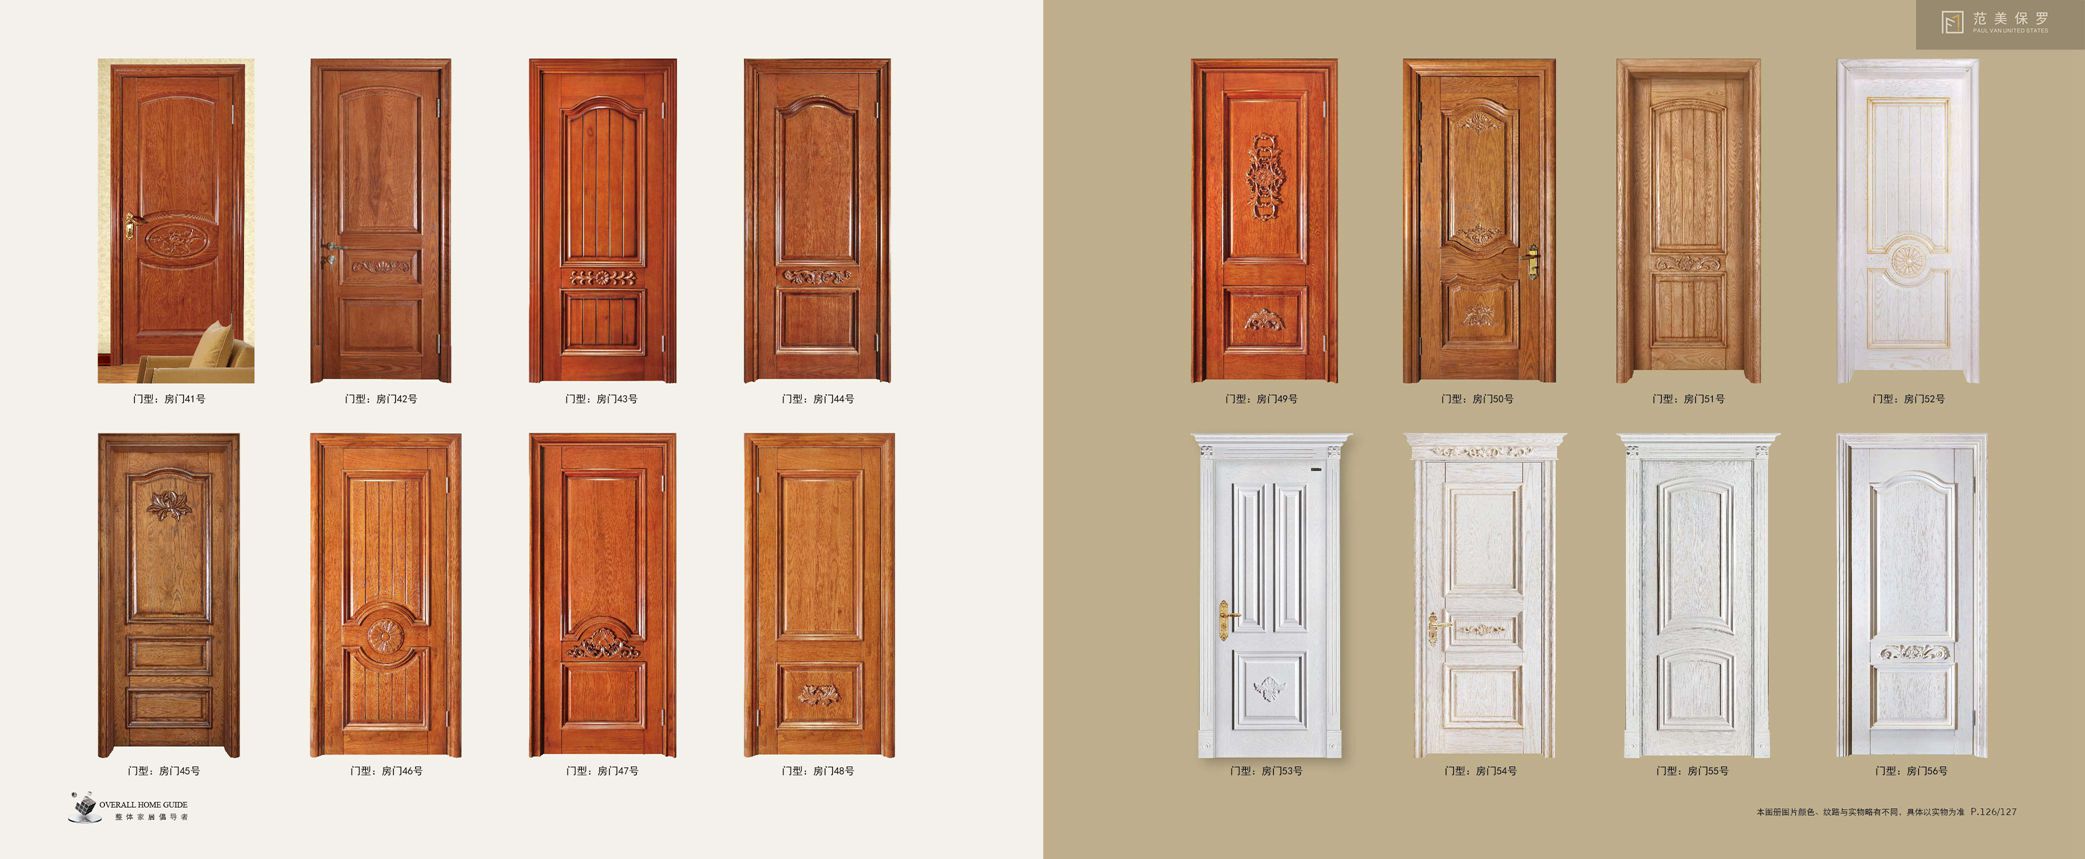 范美保罗
PAUL VAN UNITED STATES
门型：房门41号
门型：房门42号
门型：房门43号
门型：房门44号
门型：房门49号
门型：房门50号
门型：房门51号
门型：房门52号
门型：房门45号
门型：房门46号
门型：房门47号
门型：房门48号
门型：房门53号
门型：房门54号
门型：房门55号
门型：房门56号
OVERALL HOME GUIDE
整体家居倡导者
本画册图片颜色、纹路与实物略有不同，具体以实物为准 P.126/127